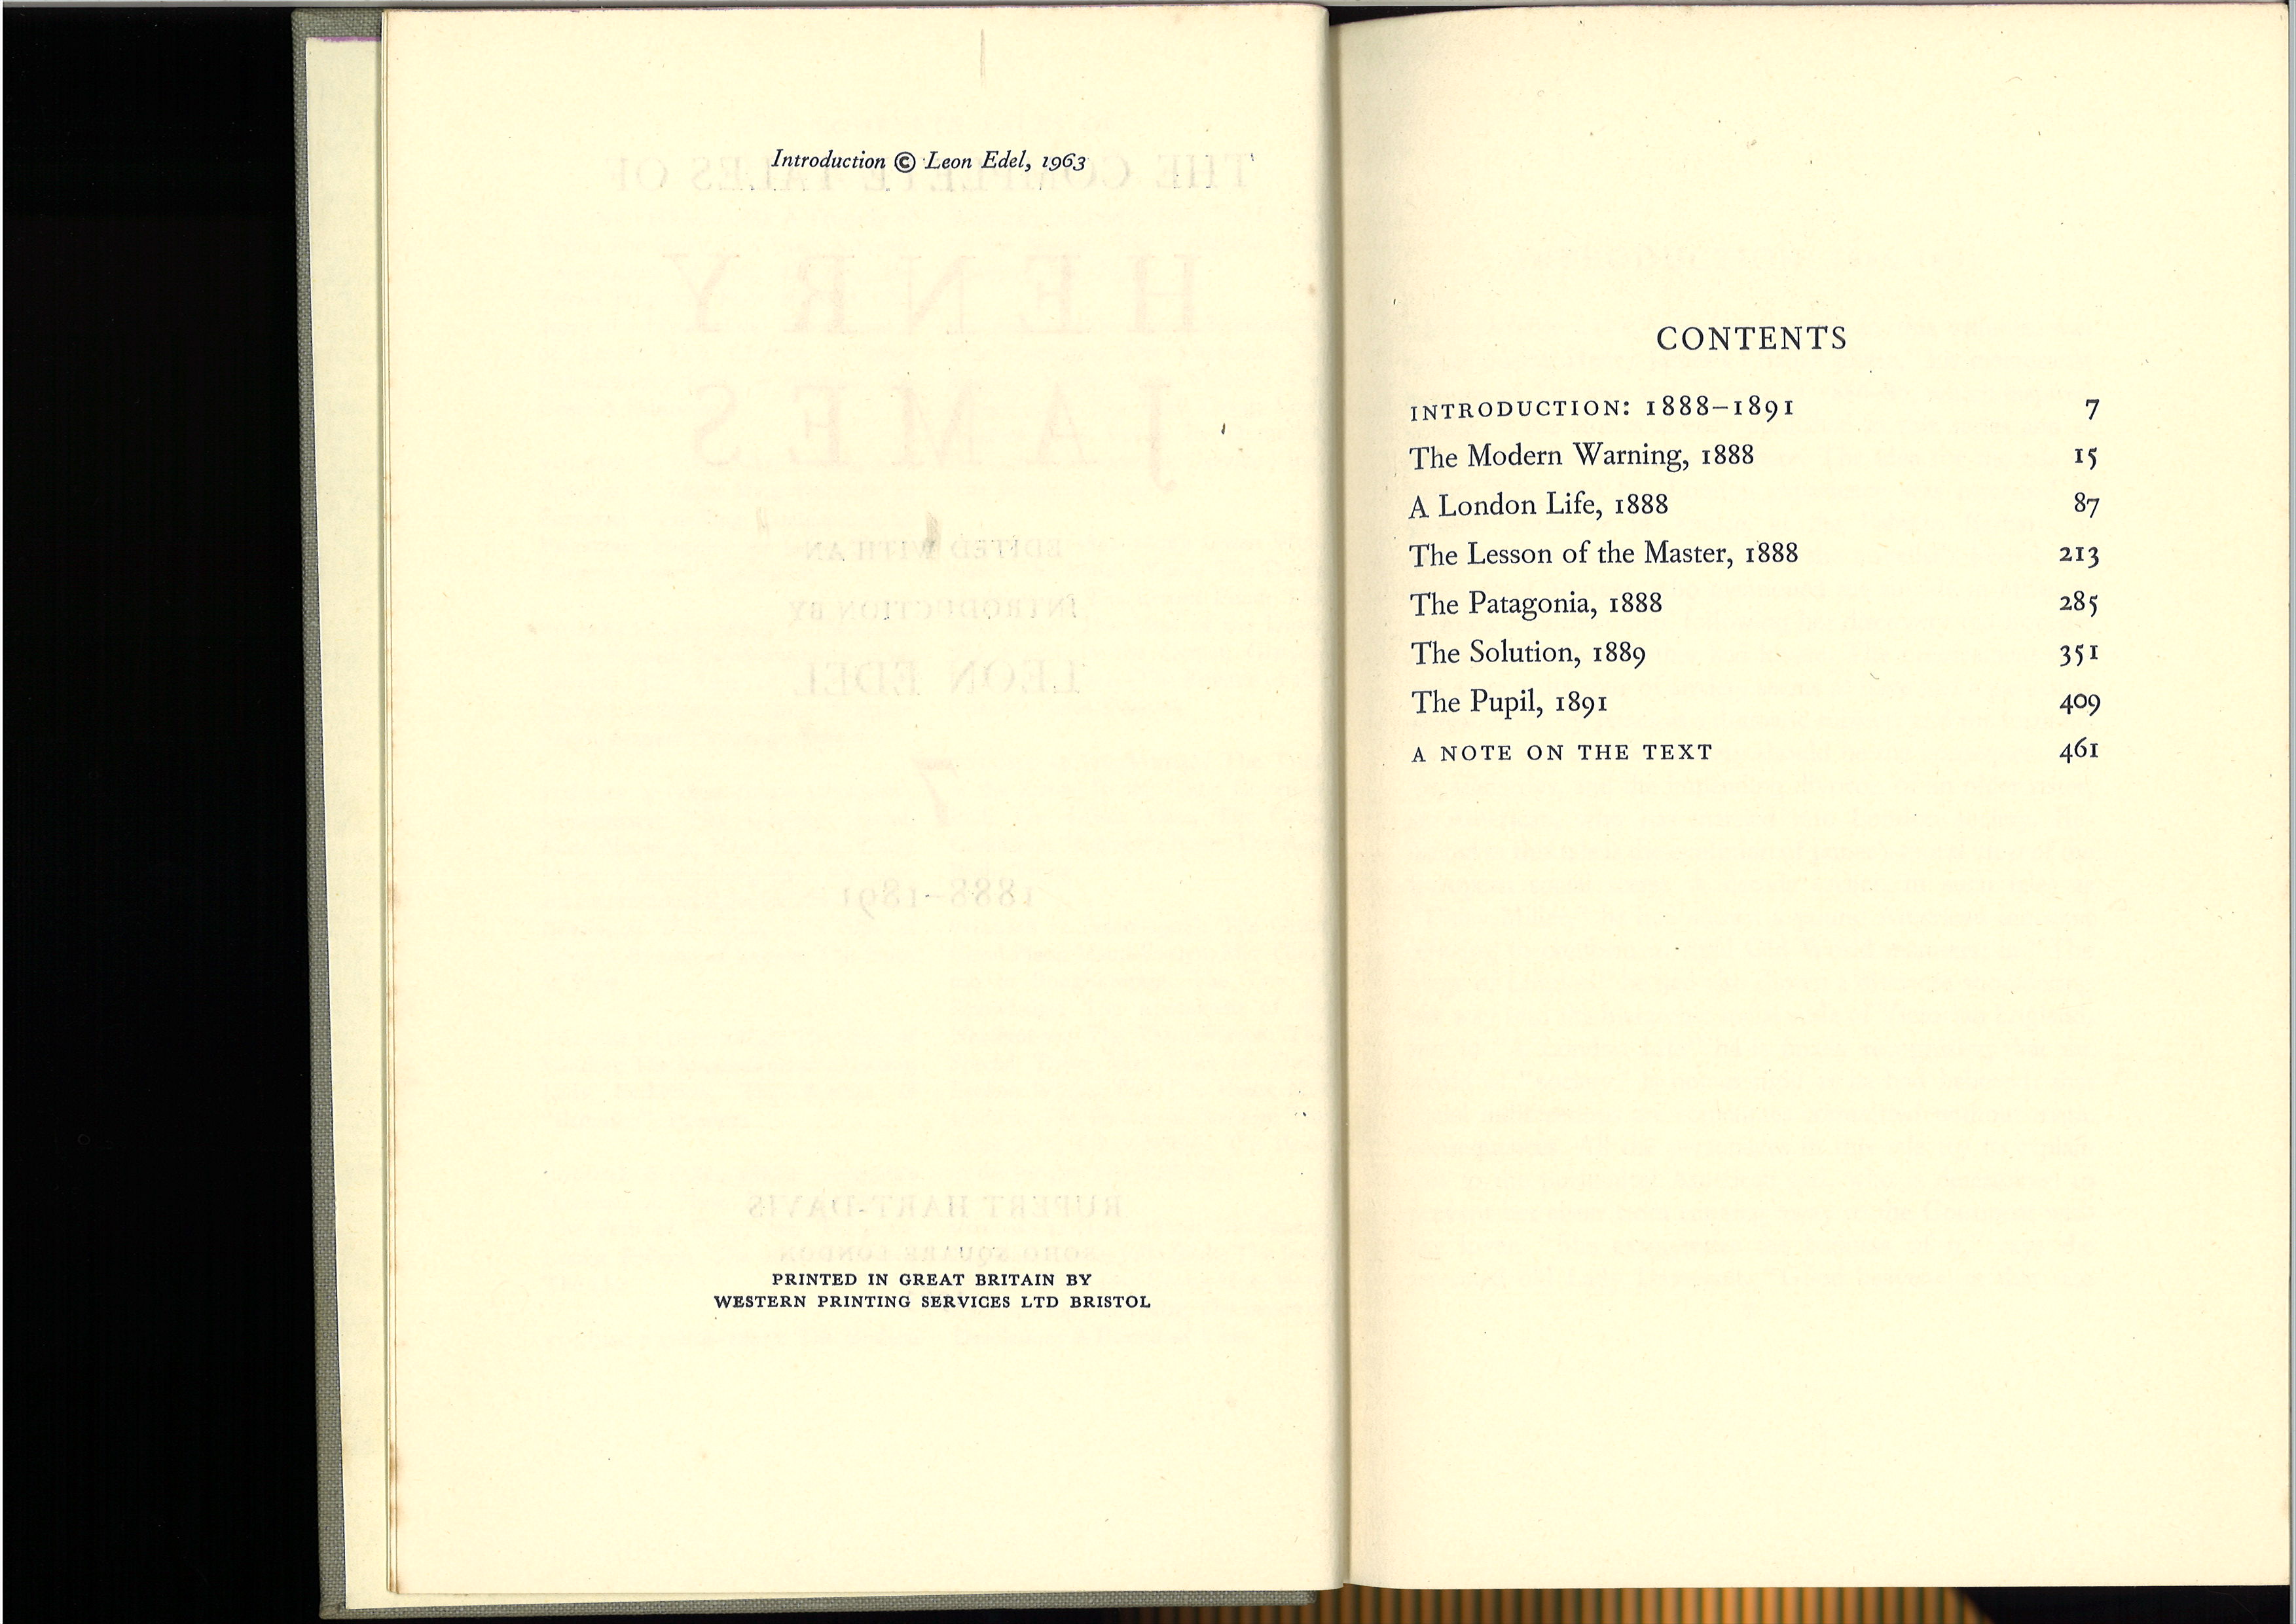 Introduction © Leon Edel, 1963
PRINTED IN GREAT BRITAIN BY
WESTERN PRINTING SERVICES LTD BRISTOL
CONTENTS
INTRODUCTION: 1888–1891 7
The Modern Warning, 1888 15
A London Life, 1888 87
The Lesson of the Master, 1888 213
The Patagonia, 1888 285
The Solution, 1889 351
The Pupil, 1891 409
A NOTE ON THE TEXT 461